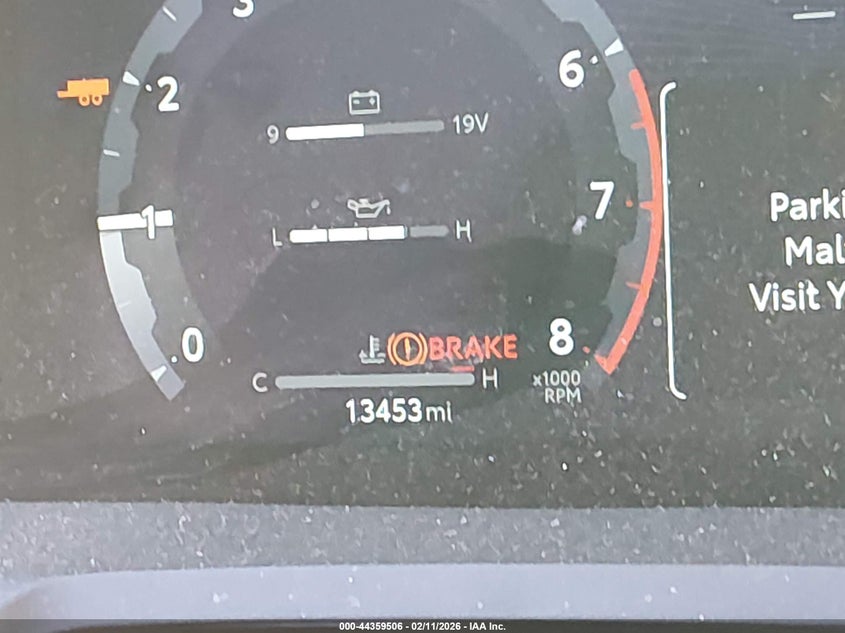 3
2
6
9 19V
1
7
L H
Parki
Mal
Visit Y
0
BRAKE
8
C H
x1000
RPM
13453 mi
000-44359506 - 02/11/2026 - IAA Inc.